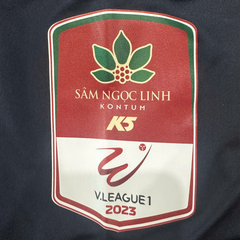 SÂM NGỌC LINH
KONTUM
K5
V.LEAGUE 1
2023